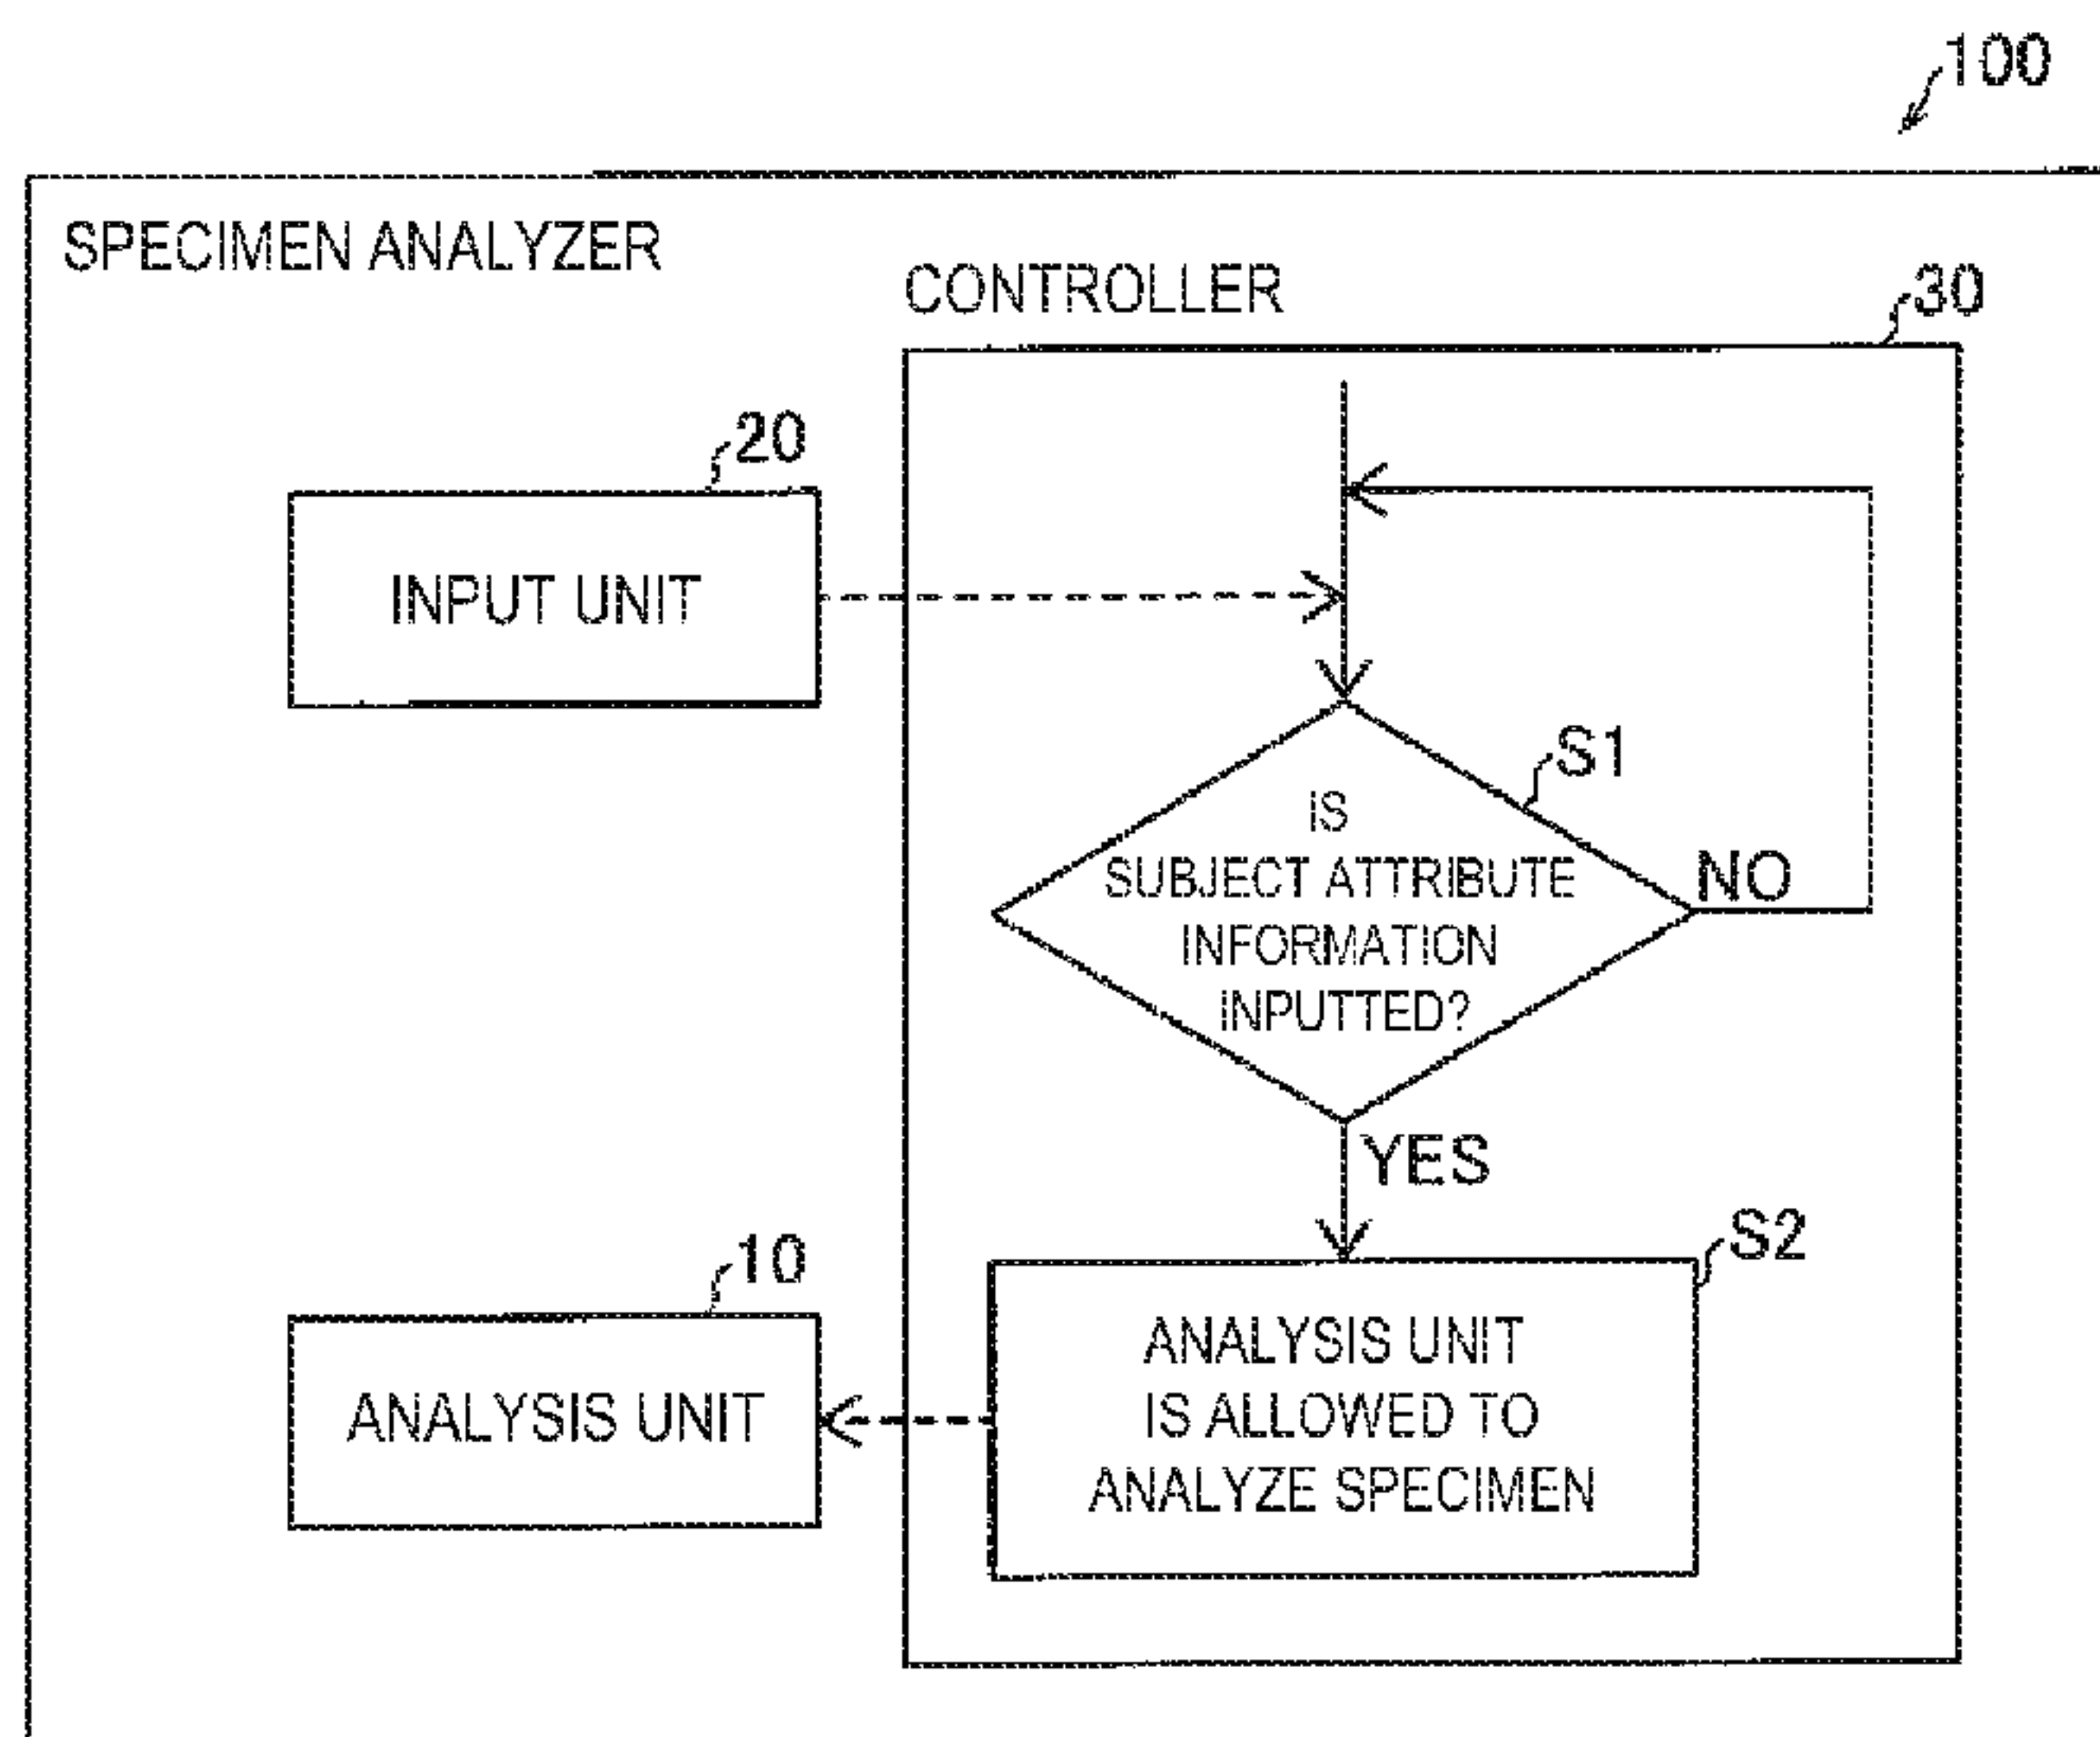 100
SPECIMEN ANALYZER
CONTROLLER
30
20
INPUT UNIT
S1
IS
SUBJECT ATTRIBUTE
INFORMATION
INPUTTED?
NO
YES
S2
10
ANALYSIS UNIT
ANALYSIS UNIT
IS ALLOWED TO
ANALYZE SPECIMEN